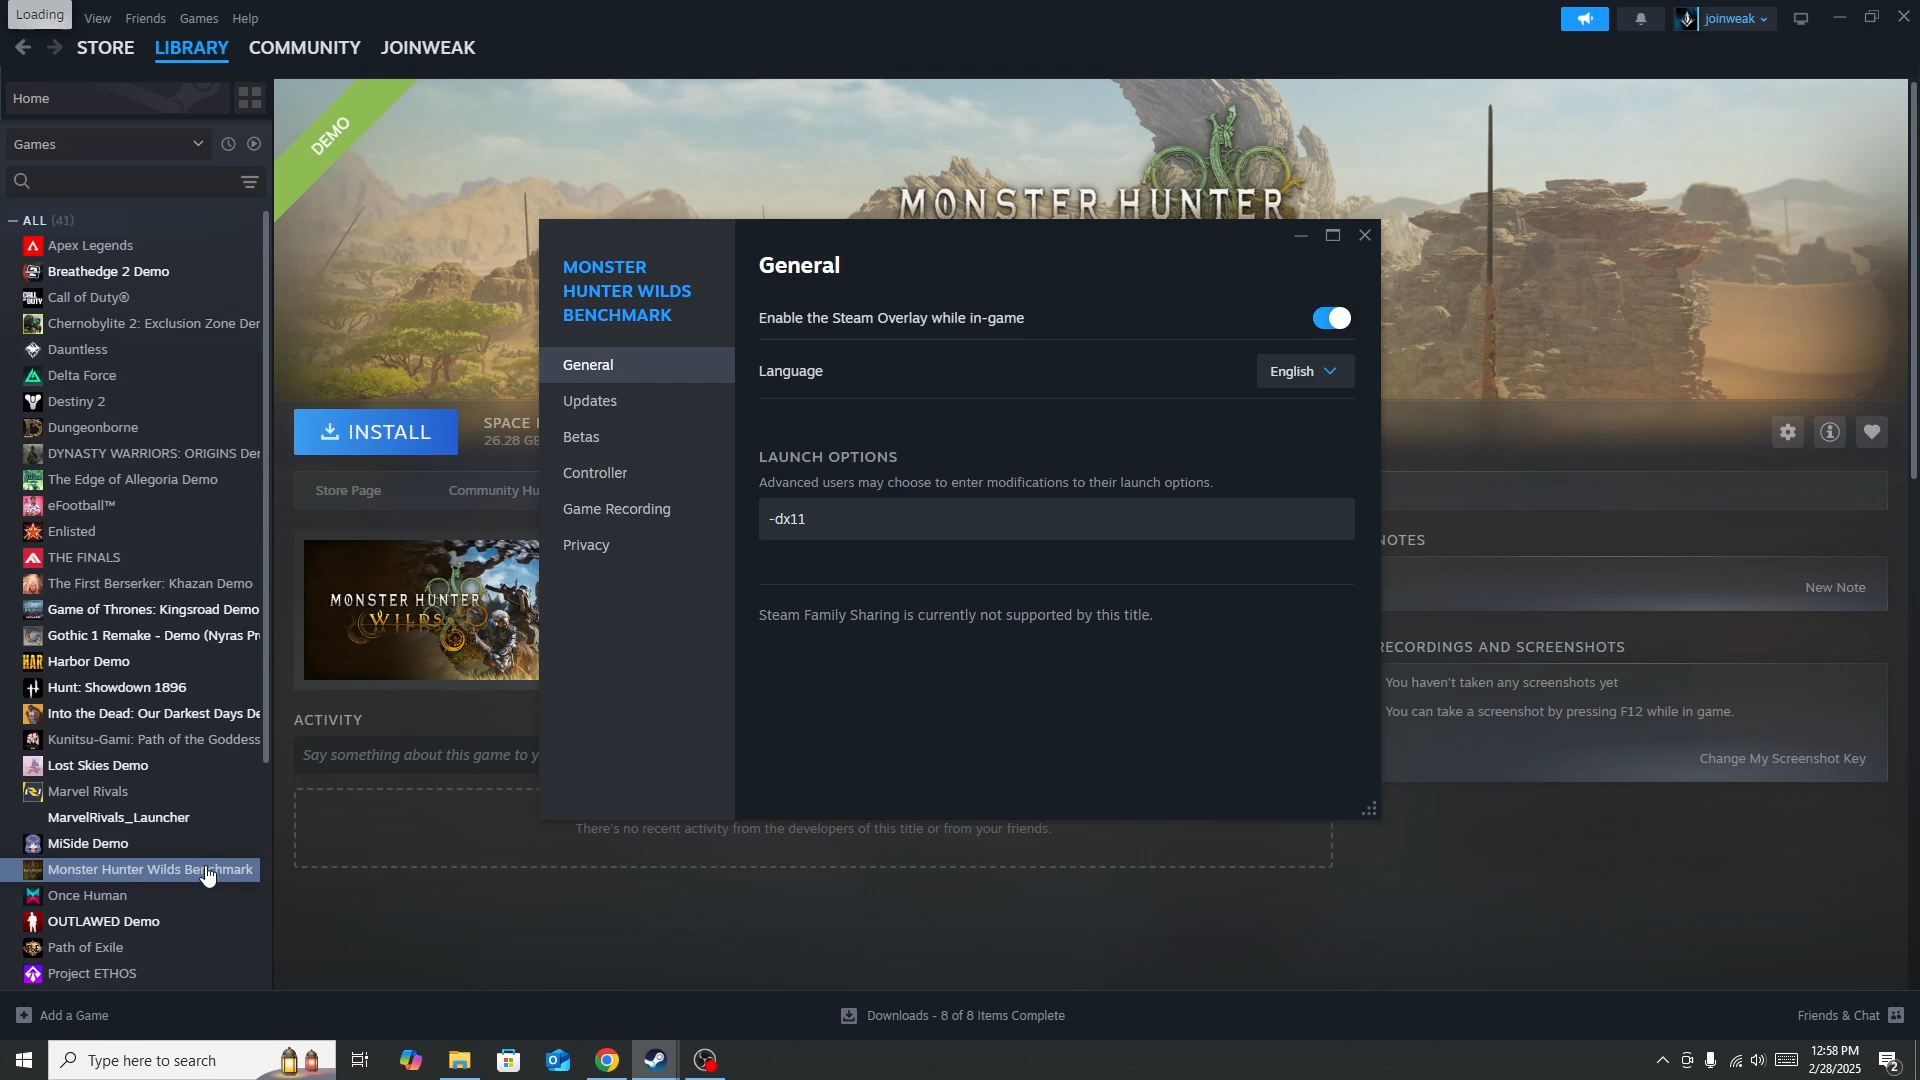 Loading
View
Friends
Games
Help
joinweak
STORE
LIBRARY
COMMUNITY
JOINWEAK
Home
Games
ALL (41)
Apex Legends
Breathedge 2 Demo
Call of Duty®
Chernobylite 2: Exclusion Zone Der
Dauntless
Delta Force
Destiny 2
Dungeonborne
DYNASTY WARRIORS: ORIGINS Der
The Edge of Allegoria Demo
eFootball™
Enlisted
THE FINALS
The First Berserker: Khazan Demo
Game of Thrones: Kingsroad Demo
Gothic 1 Remake - Demo (Nyras Pr
Harbor Demo
Hunt: Showdown 1896
Into the Dead: Our Darkest Days De
Kunitsu-Gami: Path of the Goddess
Lost Skies Demo
Marvel Rivals
MarvelRivals_Launcher
MiSide Demo
Monster Hunter Wilds Benchmark
Once Human
OUTLAWED Demo
Path of Exile
Project ETHOS
DEMO
MONSTER HUNTER
INSTALL
SPACE
26.28 GB
Store Page
Community Hu
MONSTER HUNTER
WILDS
ACTIVITY
Say something about this game to y
There's no recent activity from the developers of this title or from your friends.
MONSTER
HUNTER WILDS
BENCHMARK
General
Updates
Betas
Controller
Game Recording
Privacy
General
Enable the Steam Overlay while in-game
Language
English
LAUNCH OPTIONS
Advanced users may choose to enter modifications to their launch options.
-dx11
Steam Family Sharing is currently not supported by this title.
NOTES
New Note
RECORDINGS AND SCREENSHOTS
You haven't taken any screenshots yet
You can take a screenshot by pressing F12 while in game.
Change My Screenshot Key
Add a Game
Downloads - 8 of 8 Items Complete
Friends & Chat
Type here to search
12:58 PM
2/28/2025
2